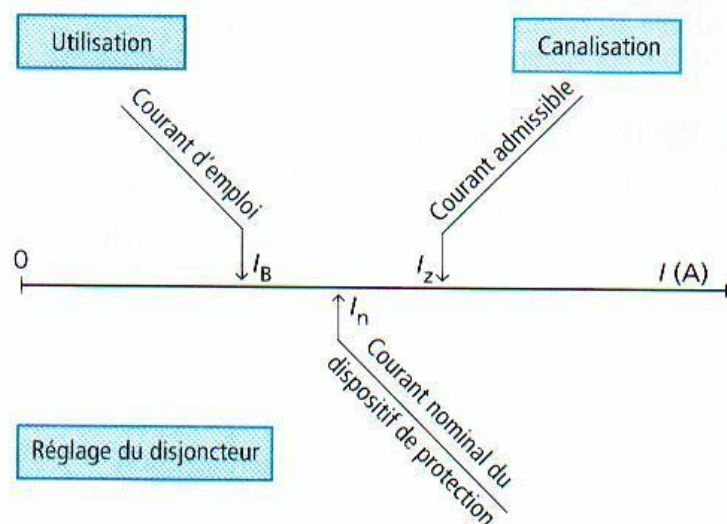 Utilisation
Canalisation
Courant d'emploi
Courant admissible
0
I_B
I_z
I (A)
I_n
Courant nominal du
dispositif de protection
Réglage du disjoncteur